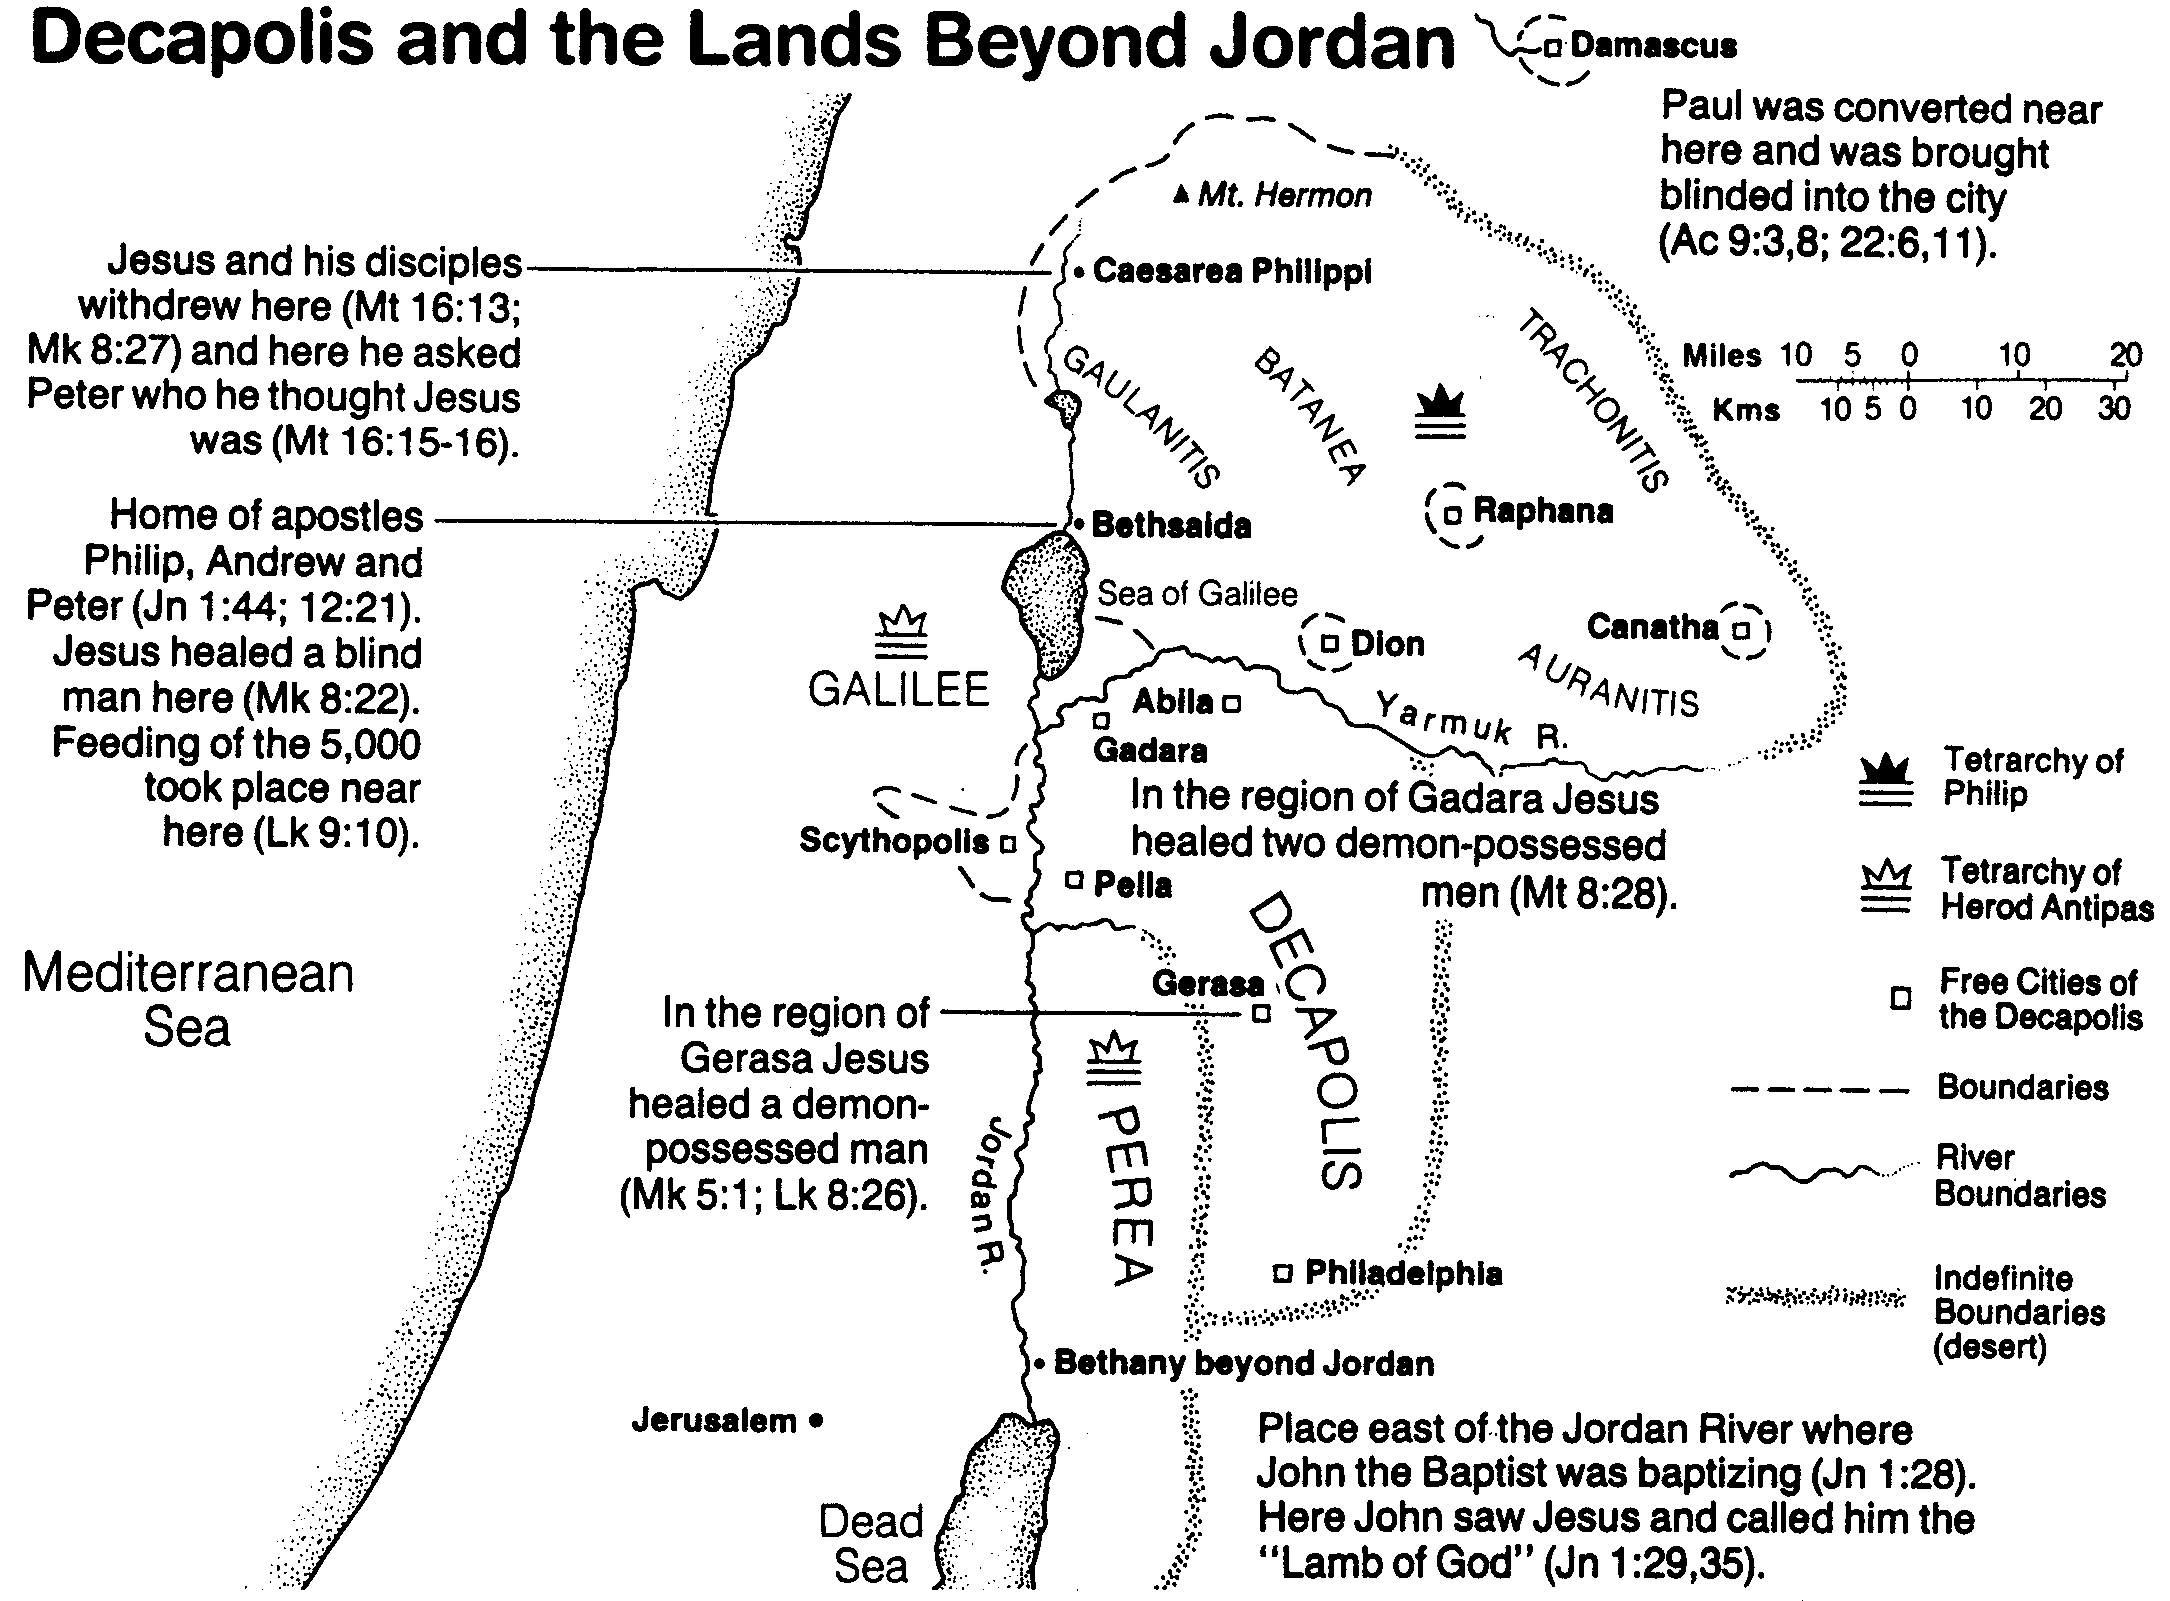 Decapolis and the Lands Beyond Jordan
Damascus
Paul was converted near
here and was brought
blinded into the city
(Ac 9:3,8; 22:6,11).
Mt. Hermon
Jesus and his disciples
withdrew here (Mt 16:13;
Mk 8:27) and here he asked
Peter who he thought Jesus
was (Mt 16:15-16).
Caesarea Philippi
GAULANITIS
BATANEA
TRACHONITIS
Miles 10 5 0 10 20
Kms 10 5 0 10 20 30
Raphana
Home of apostles
Philip, Andrew and
Peter (Jn 1:44; 12:21).
Jesus healed a blind
man here (Mk 8:22).
Feeding of the 5,000
took place near
here (Lk 9:10).
Bethsaida
Sea of Galilee
GALILEE
Dion
Canatha
AURANITIS
Abila
Gadara
Yarmuk R.
In the region of Gadara Jesus
healed two demon-possessed
men (Mt 8:28).
Scythopolis
Pella
DECAPOLIS
Mediterranean
Sea
Gerasa
In the region of
Gerasa Jesus
healed a demon-
possessed man
(Mk 5:1; Lk 8:26).
Jordan R.
PEREA
Philadelphia
Bethany beyond Jordan
Jerusalem
Dead
Sea
Place east of the Jordan River where
John the Baptist was baptizing (Jn 1:28).
Here John saw Jesus and called him the
"Lamb of God" (Jn 1:29,35).
Tetrarchy of
Philip
Tetrarchy of
Herod Antipas
Free Cities of
the Decapolis
Boundaries
River
Boundaries
Indefinite
Boundaries
(desert)